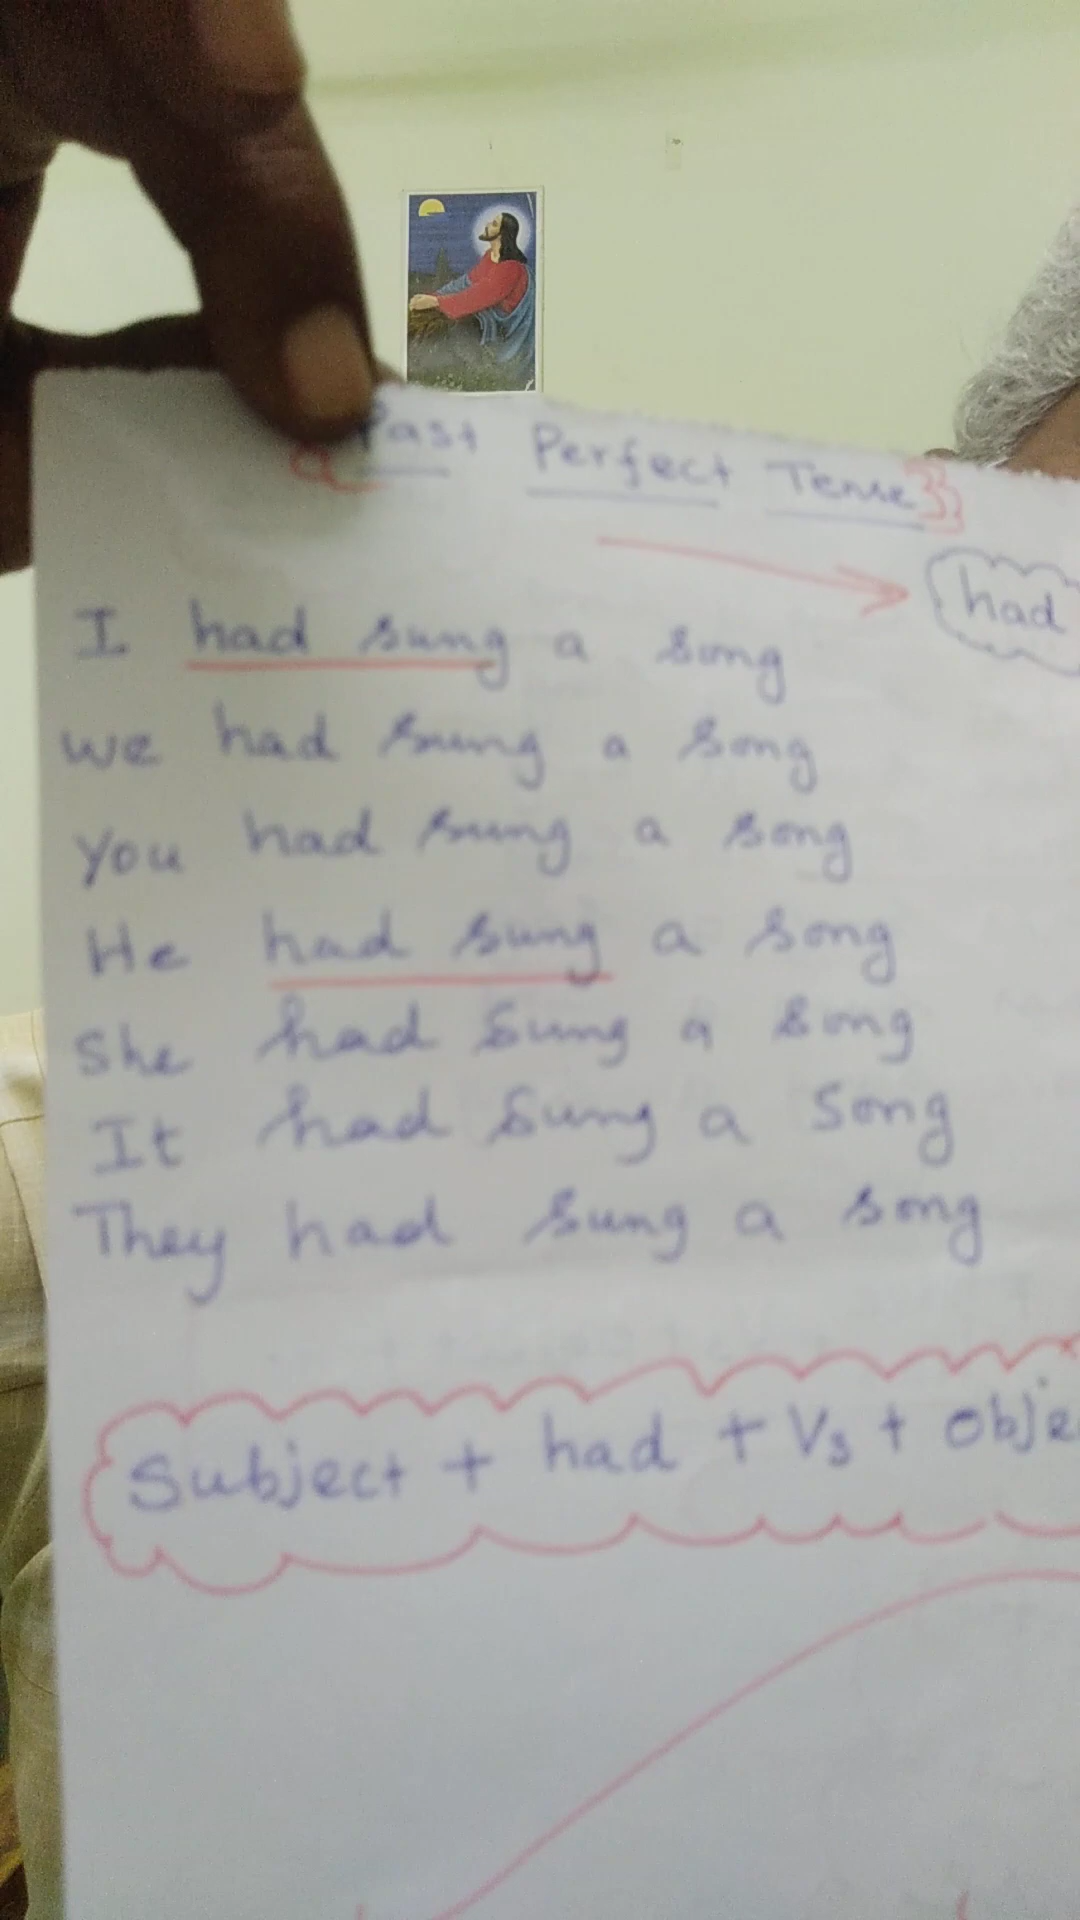 Past Perfect Tense
had
I had sung a song
we had sung a song
You had sung a song
He had sung a song
She had sung a song
It had sung a song
They had sung a song
Subject + had + V3 + Obje